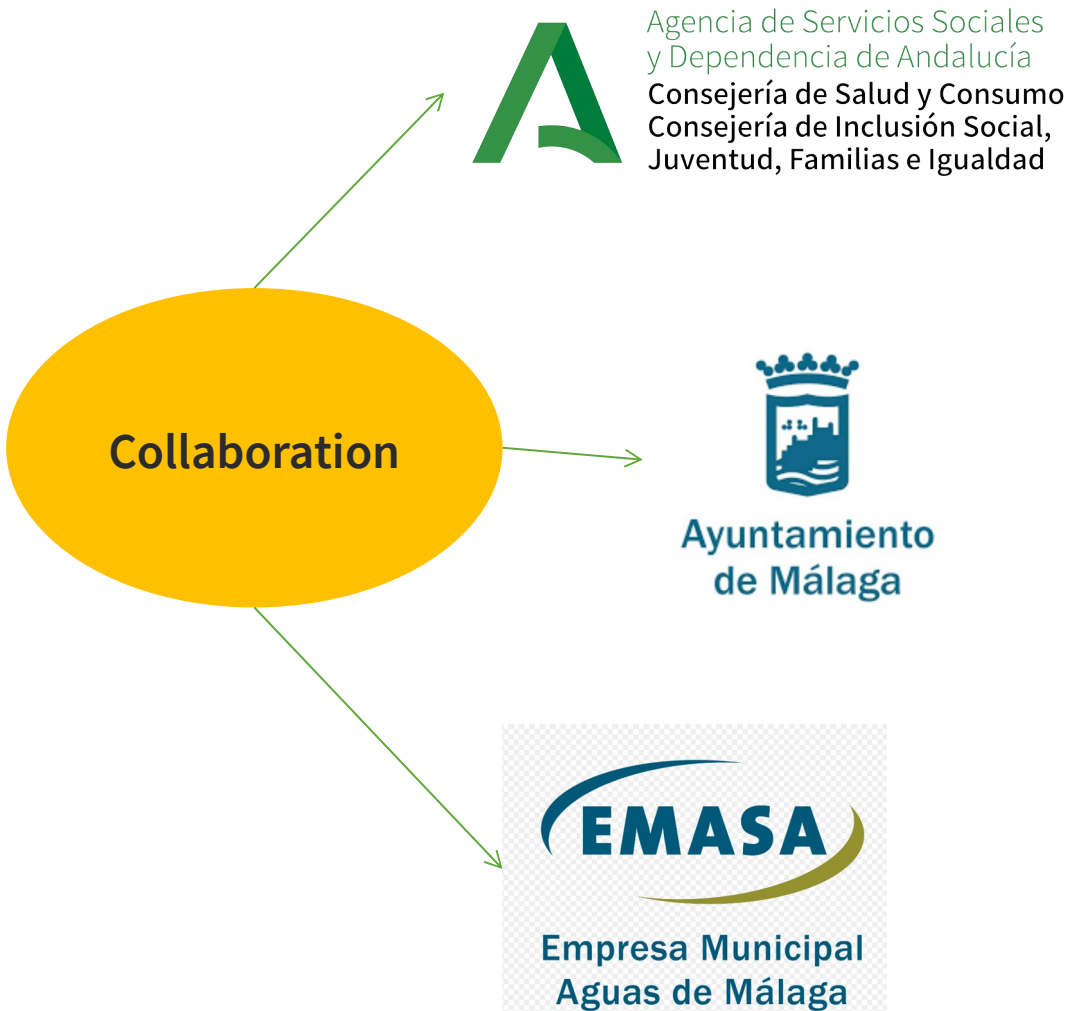 Agencia de Servicios Sociales
y Dependencia de Andalucía
Consejería de Salud y Consumo
Consejería de Inclusión Social,
Juventud, Familias e Igualdad
Collaboration
Ayuntamiento
de Málaga
EMASA
Empresa Municipal
Aguas de Málaga